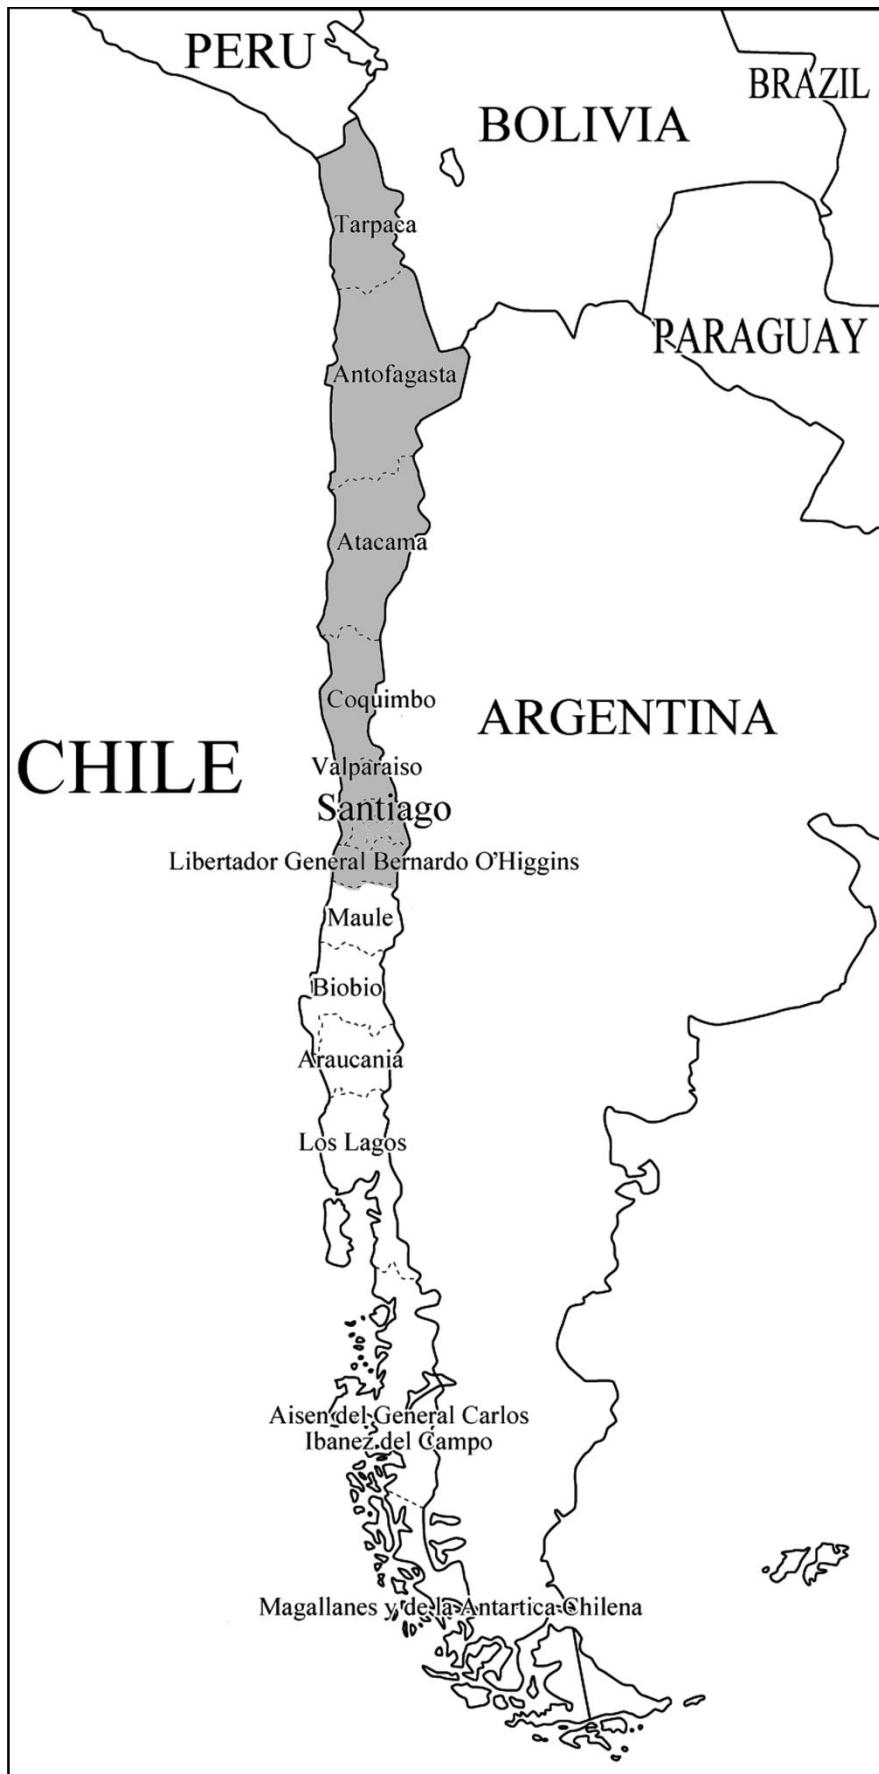 PERU
BRAZIL
BOLIVIA
Tarpaca
PARAGUAY
Antofagasta
Atacama
Coquimbo
ARGENTINA
CHILE
Valparaiso
Santiago
Libertador General Bernardo O'Higgins
Maule
Biobio
Araucania
Los Lagos
Aisen del General Carlos
Ibanez del Campo
Magallanes y de la Antartica Chilena